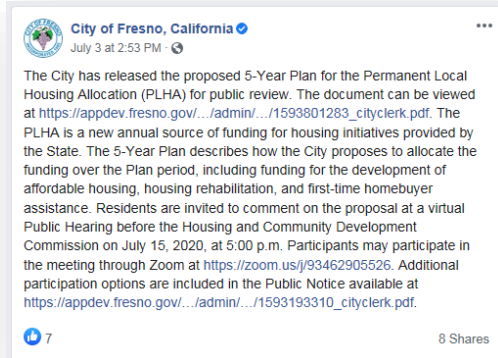 City of Fresno, California
July 3 at 2:53 PM ·
The City has released the proposed 5-Year Plan for the Permanent Local
Housing Allocation (PLHA) for public review. The document can be viewed
at https://appdev.fresno.gov/…/admin/…/1593801283_cityclerk.pdf. The
PLHA is a new annual source of funding for housing initiatives provided by
the State. The 5-Year Plan describes how the City proposes to allocate the
funding over the Plan period, including funding for the development of
affordable housing, housing rehabilitation, and first-time homebuyer
assistance. Residents are invited to comment on the proposal at a virtual
Public Hearing before the Housing and Community Development
Commission on July 15, 2020, at 5:00 p.m. Participants may participate in
the meeting through Zoom at https://zoom.us/j/93462905526. Additional
participation options are included in the Public Notice available at
https://appdev.fresno.gov/…/admin/…/1593193310_cityclerk.pdf.
7
8 Shares